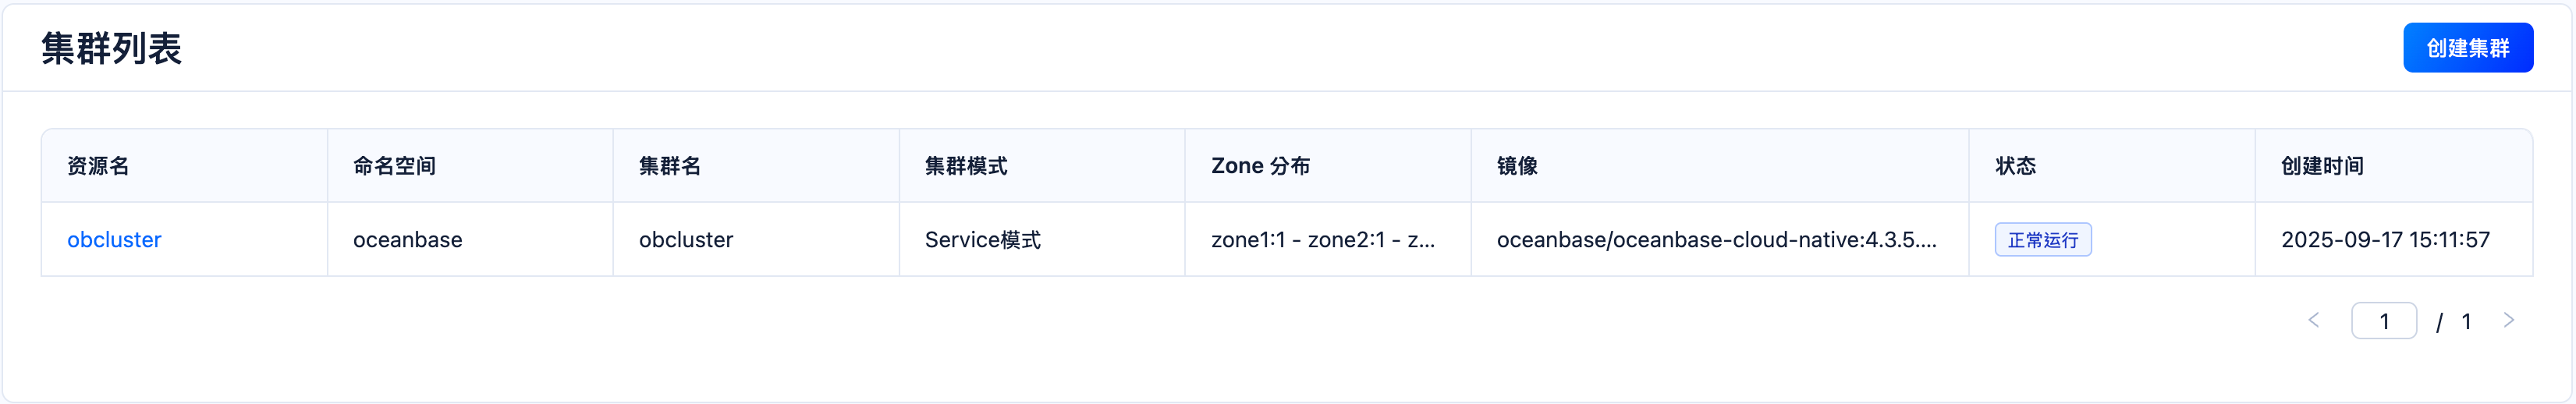 集群列表
创建集群
资源名 命名空间 集群名 集群模式 Zone 分布 镜像 状态 创建时间
obcluster oceanbase obcluster Service模式 zone1:1 - zone2:1 - z... oceanbase/oceanbase-cloud-native:4.3.5.... 正常运行 2025-09-17 15:11:57
< 1 / 1 >